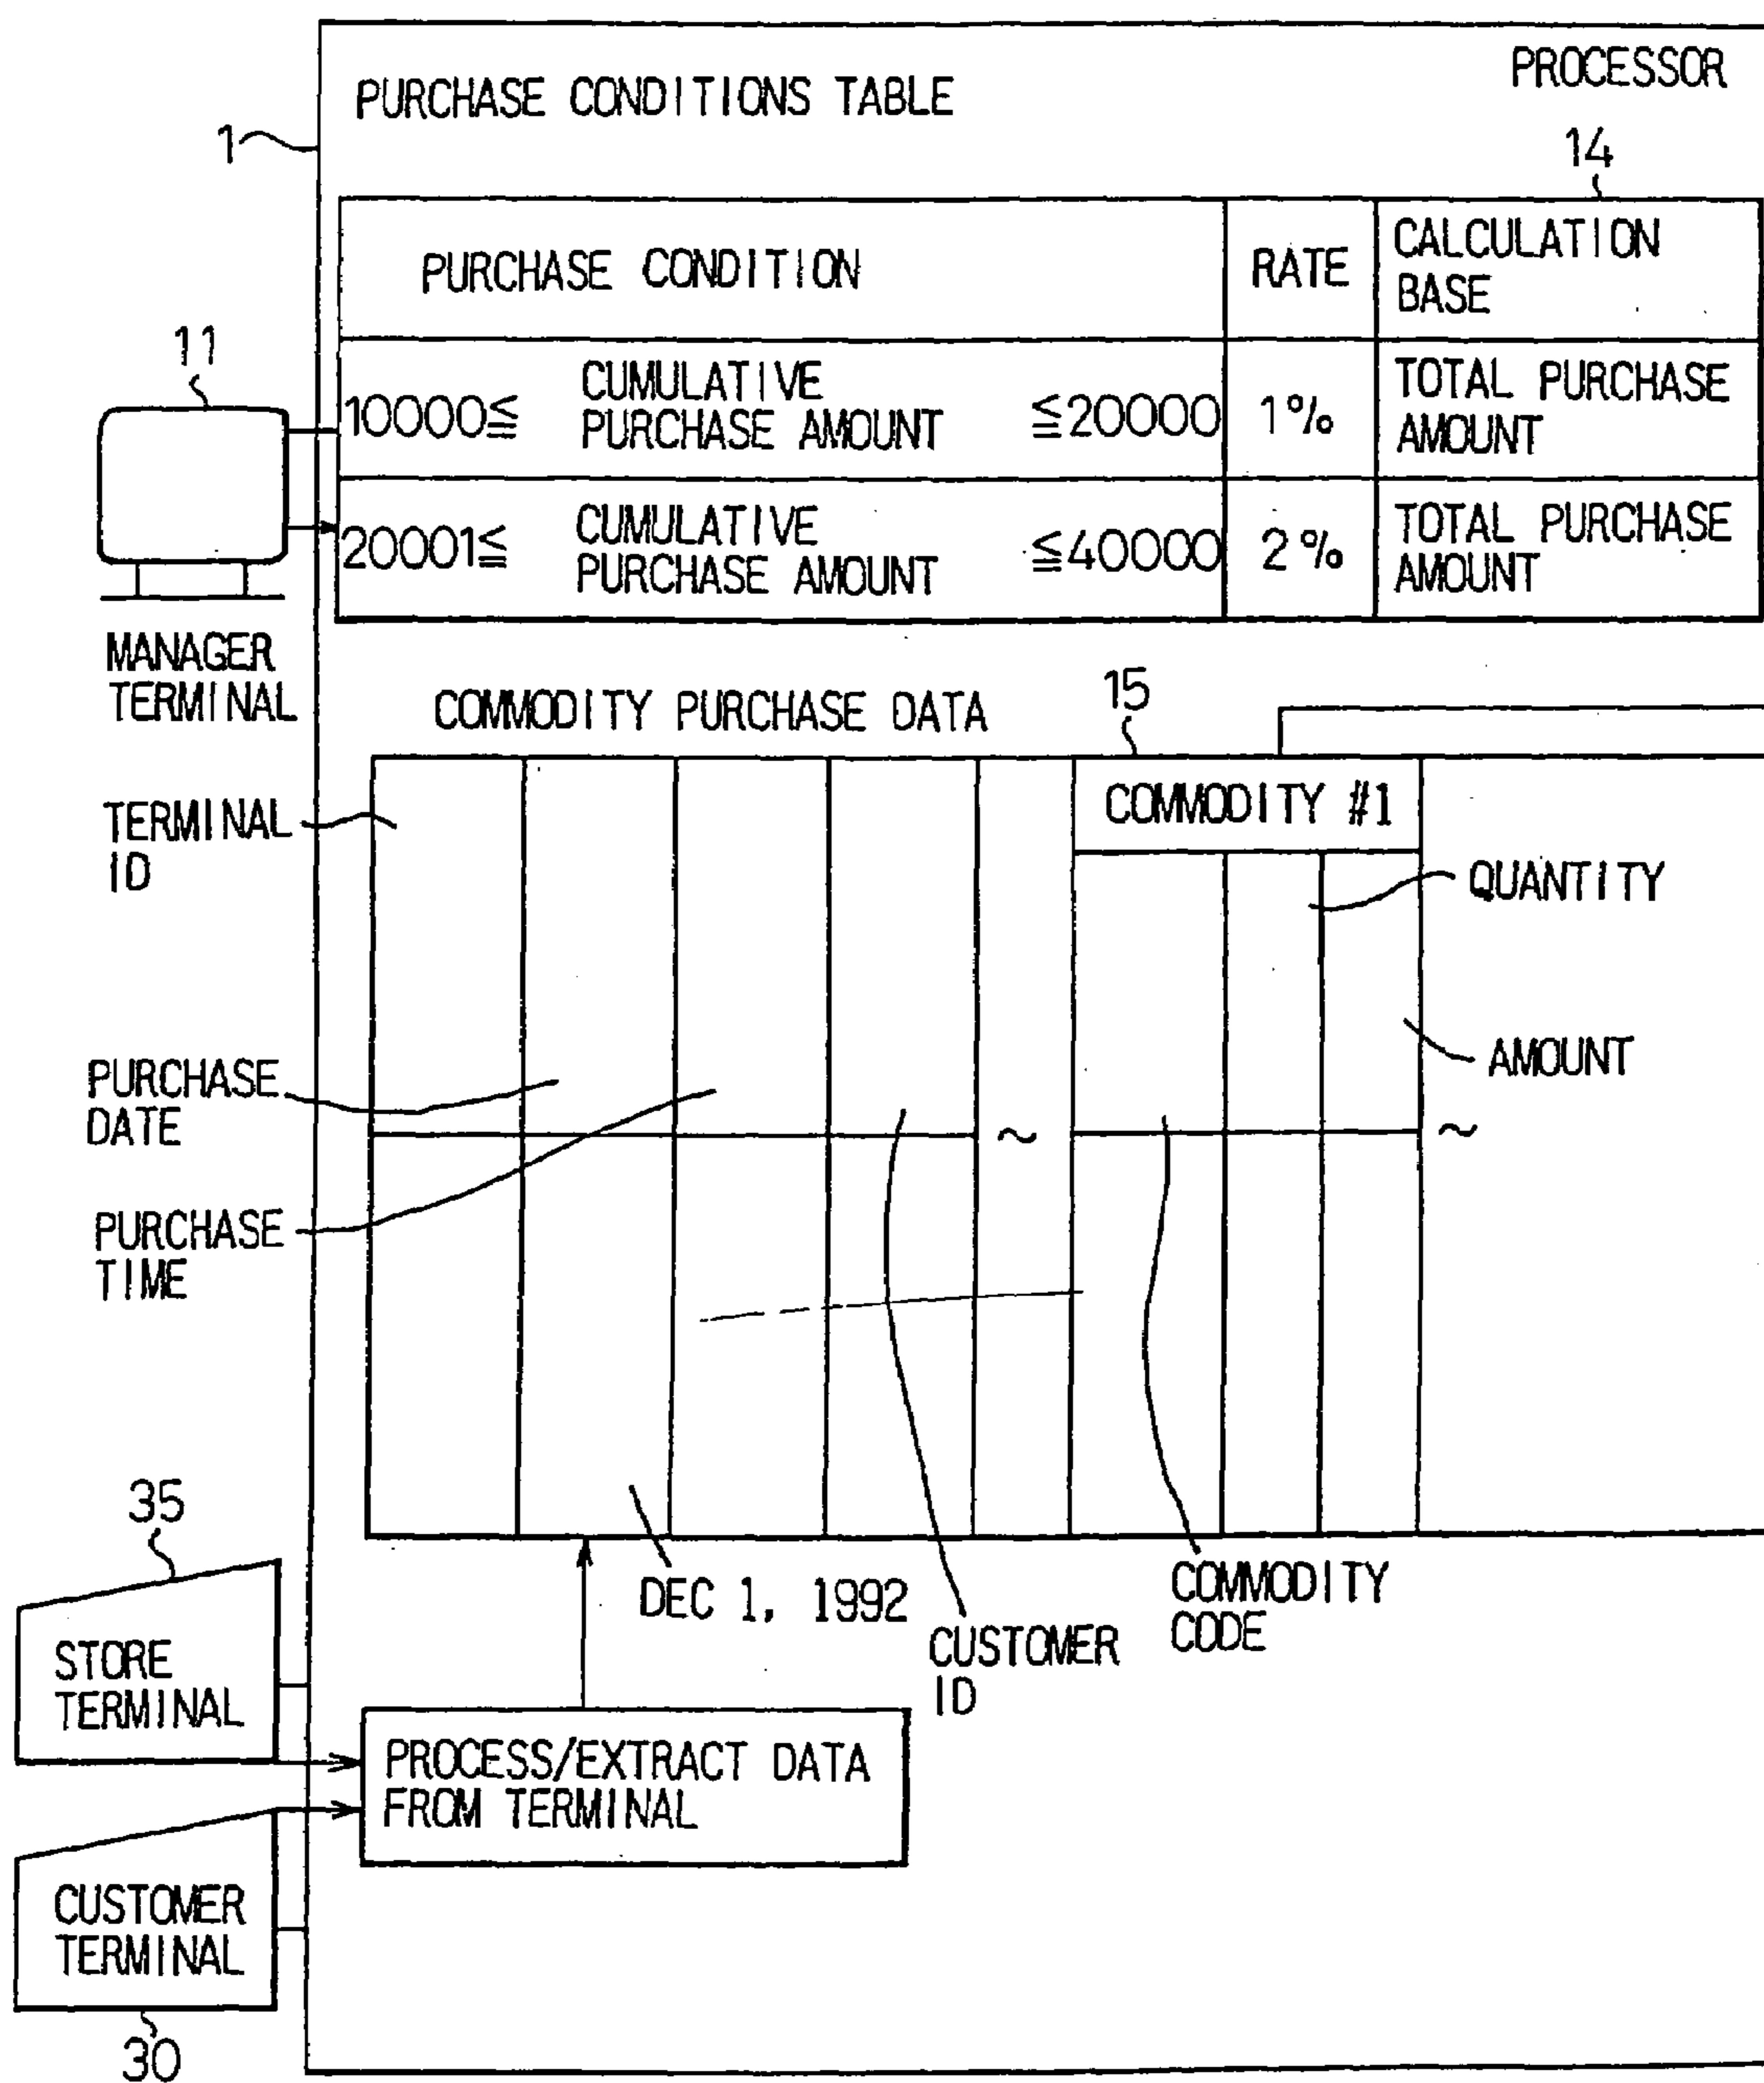 PROCESSOR
PURCHASE CONDITIONS TABLE
1
14
PURCHASE CONDITION
RATE
CALCULATION
BASE
11
10000≦
CUMULATIVE
PURCHASE AMOUNT
≦20000
1%
TOTAL PURCHASE
AMOUNT
20001≦
CUMULATIVE
PURCHASE AMOUNT
≦40000
2%
TOTAL PURCHASE
AMOUNT
MANAGER
TERMINAL
COMMODITY PURCHASE DATA
15
COMMODITY #1
TERMINAL
ID
QUANTITY
AMOUNT
PURCHASE
DATE
~
~
PURCHASE
TIME
35
DEC 1, 1992
CUSTOMER
ID
COMMODITY
CODE
STORE
TERMINAL
PROCESS/EXTRACT DATA
FROM TERMINAL
CUSTOMER
TERMINAL
30